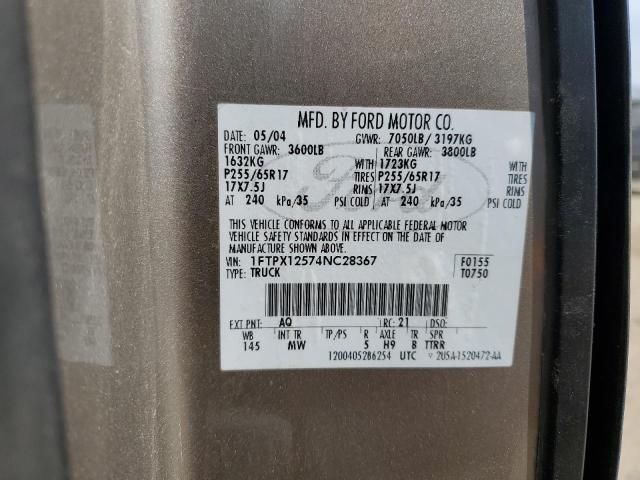 MFD. BY FORD MOTOR CO.
DATE: 05/04 GVWR: 7050LB/ 3197KG
FRONT GAWR: 3600LB REAR GAWR: 3800LB
1632KG WITH 1723KG WITH
P255/65R17 TIRES P255/65R17 TIRES
17X7.5J RIMS 17X7.5J RIMS
AT 240 kPa/35 PSI COLD AT 240 kPa/35 PSI COLD
THIS VEHICLE CONFORMS TO ALL APPLICABLE FEDERAL MOTOR
VEHICLE SAFETY STANDARDS IN EFFECT ON THE DATE OF
MANUFACTURE SHOWN ABOVE.
VIN: 1FTPX12574NC28367 F0155
TYPE: TRUCK T0750
EXT PNT: AQ RC: 21 DSO:
WB INT TR TP/PS R AXLE TR SPR
145 MW 5 H9 B TTRR
1200405286254 UTC 2U5A-1520472-AA
Ford